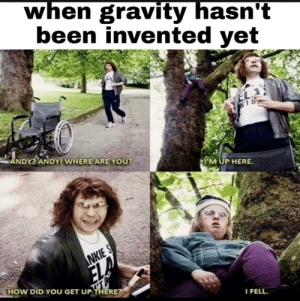 when gravity hasn't
been invented yet
ANDY? ANDY! WHERE ARE YOU?
I'M UP HERE.
HOW DID YOU GET UP THERE?
I FELL.